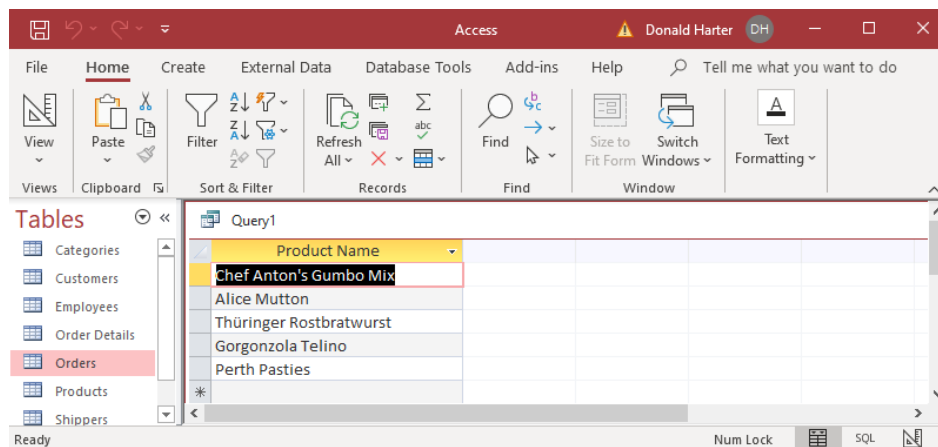 Access
Donald Harter DH
File Home Create External Data Database Tools Add-ins Help Tell me what you want to do
View
Paste
Filter
Refresh
All
abc
Find
Size to
Fit Form
Switch
Windows
A
Text
Formatting
Views Clipboard Sort & Filter Records Find Window
Tables
Categories
Customers
Employees
Order Details
Orders
Products
Shippers
Query1
Product Name
Chef Anton's Gumbo Mix
Alice Mutton
Thüringer Rostbratwurst
Gorgonzola Telino
Perth Pasties
Ready Num Lock SQL